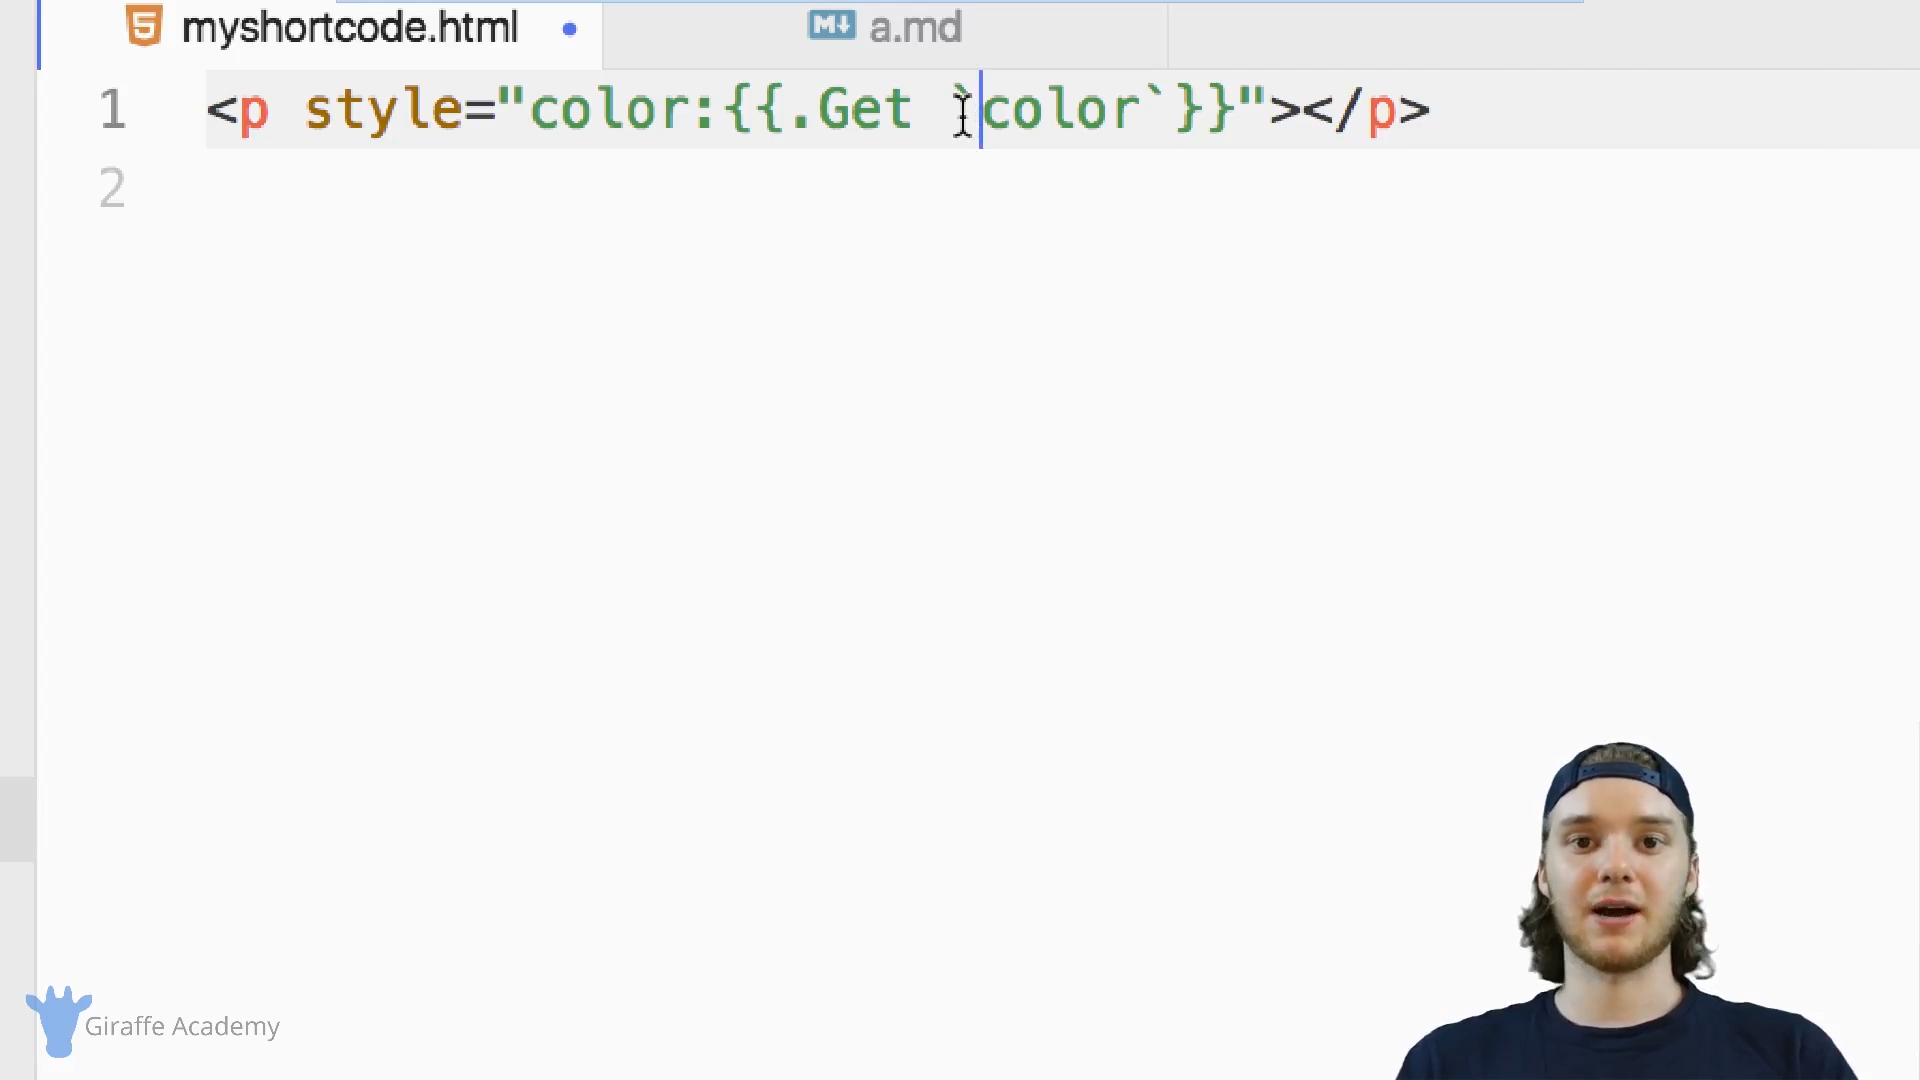 myshortcode.html
a.md
1 <p style="color:{{.Get `color`}}"></p>
2
Giraffe Academy